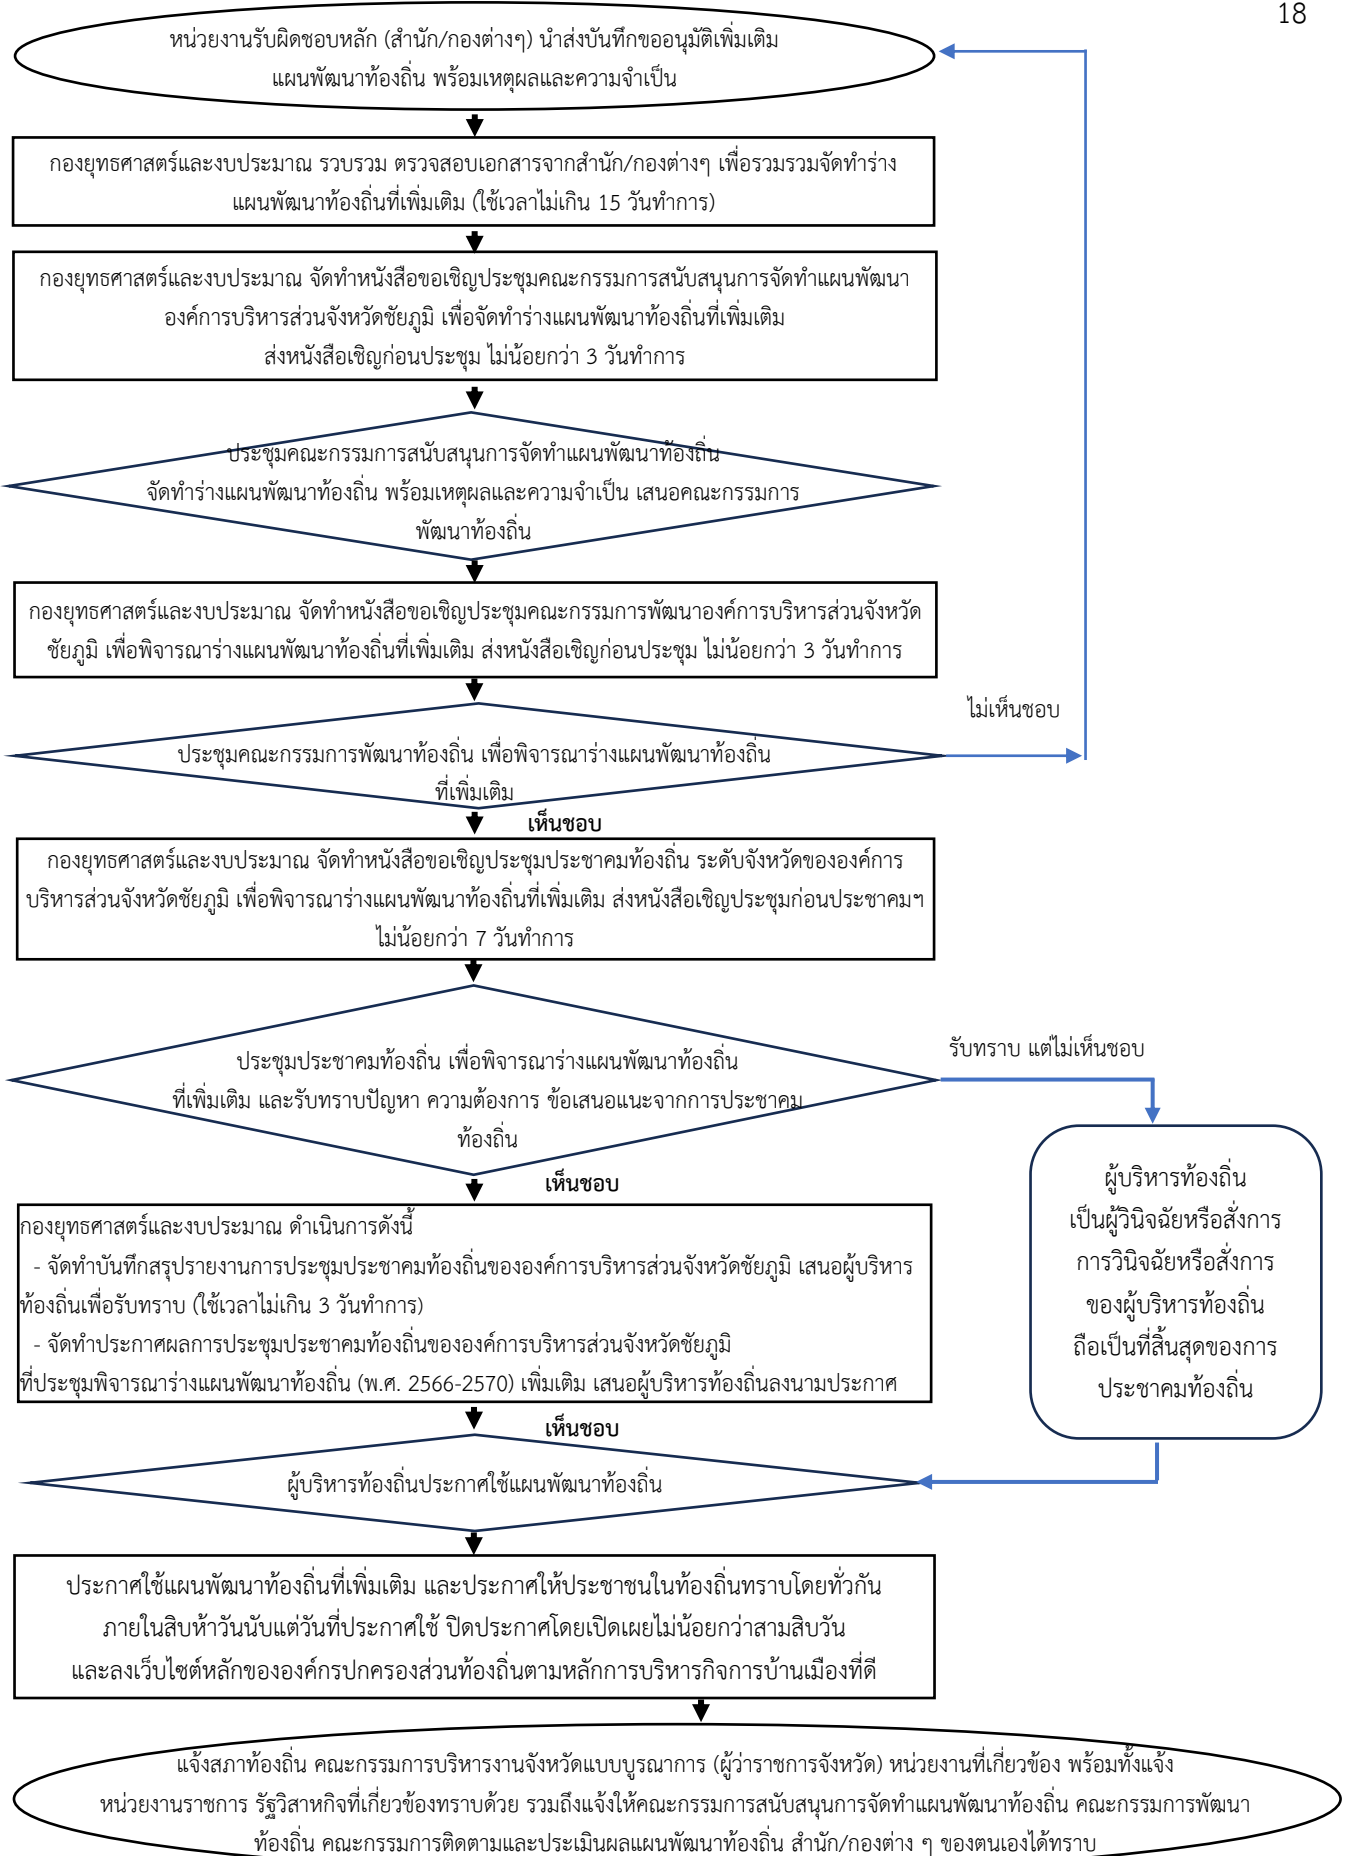 18
หน่วยงานรับผิดชอบหลัก (สำนัก/กองต่างๆ) นำส่งบันทึกขออนุมัติเพิ่มเติม
แผนพัฒนาท้องถิ่น พร้อมเหตุผลและความจำเป็น
กองยุทธศาสตร์และงบประมาณ รวบรวม ตรวจสอบเอกสารจากสำนัก/กองต่างๆ เพื่อรวมรวมจัดทำร่าง
แผนพัฒนาท้องถิ่นที่เพิ่มเติม (ใช้เวลาไม่เกิน 15 วันทำการ)
กองยุทธศาสตร์และงบประมาณ จัดทำหนังสือขอเชิญประชุมคณะกรรมการสนับสนุนการจัดทำแผนพัฒนา
องค์การบริหารส่วนจังหวัดชัยภูมิ เพื่อจัดทำร่างแผนพัฒนาท้องถิ่นที่เพิ่มเติม
ส่งหนังสือเชิญก่อนประชุม ไม่น้อยกว่า 3 วันทำการ
ประชุมคณะกรรมการสนับสนุนการจัดทำแผนพัฒนาท้องถิ่น
จัดทำร่างแผนพัฒนาท้องถิ่น พร้อมเหตุผลและความจำเป็น เสนอคณะกรรมการ
พัฒนาท้องถิ่น
กองยุทธศาสตร์และงบประมาณ จัดทำหนังสือขอเชิญประชุมคณะกรรมการพัฒนาองค์การบริหารส่วนจังหวัด
ชัยภูมิ เพื่อพิจารณาร่างแผนพัฒนาท้องถิ่นที่เพิ่มเติม ส่งหนังสือเชิญก่อนประชุม ไม่น้อยกว่า 3 วันทำการ
ไม่เห็นชอบ
ประชุมคณะกรรมการพัฒนาท้องถิ่น เพื่อพิจารณาร่างแผนพัฒนาท้องถิ่น
ที่เพิ่มเติม
เห็นชอบ
กองยุทธศาสตร์และงบประมาณ จัดทำหนังสือขอเชิญประชุมประชาคมท้องถิ่น ระดับจังหวัดขององค์การ
บริหารส่วนจังหวัดชัยภูมิ เพื่อพิจารณาร่างแผนพัฒนาท้องถิ่นที่เพิ่มเติม ส่งหนังสือเชิญประชุมก่อนประชาคมฯ
ไม่น้อยกว่า 7 วันทำการ
รับทราบ แต่ไม่เห็นชอบ
ประชุมประชาคมท้องถิ่น เพื่อพิจารณาร่างแผนพัฒนาท้องถิ่น
ที่เพิ่มเติม และรับทราบปัญหา ความต้องการ ข้อเสนอแนะจากการประชาคม
ท้องถิ่น
เห็นชอบ
ผู้บริหารท้องถิ่น
เป็นผู้วินิจฉัยหรือสั่งการ
การวินิจฉัยหรือสั่งการ
ของผู้บริหารท้องถิ่น
ถือเป็นที่สิ้นสุดของการ
ประชาคมท้องถิ่น
กองยุทธศาสตร์และงบประมาณ ดำเนินการดังนี้
- จัดทำบันทึกสรุปรายงานการประชุมประชาคมท้องถิ่นขององค์การบริหารส่วนจังหวัดชัยภูมิ เสนอผู้บริหาร
ท้องถิ่นเพื่อรับทราบ (ใช้เวลาไม่เกิน 3 วันทำการ)
- จัดทำประกาศผลการประชุมประชาคมท้องถิ่นขององค์การบริหารส่วนจังหวัดชัยภูมิ
ที่ประชุมพิจารณาร่างแผนพัฒนาท้องถิ่น (พ.ศ. 2566-2570) เพิ่มเติม เสนอผู้บริหารท้องถิ่นลงนามประกาศ
เห็นชอบ
ผู้บริหารท้องถิ่นประกาศใช้แผนพัฒนาท้องถิ่น
ประกาศใช้แผนพัฒนาท้องถิ่นที่เพิ่มเติม และประกาศให้ประชาชนในท้องถิ่นทราบโดยทั่วกัน
ภายในสิบห้าวันนับแต่วันที่ประกาศใช้ ปิดประกาศโดยเปิดเผยไม่น้อยกว่าสามสิบวัน
และลงเว็บไซต์หลักขององค์กรปกครองส่วนท้องถิ่นตามหลักการบริหารกิจการบ้านเมืองที่ดี
แจ้งสภาท้องถิ่น คณะกรรมการบริหารงานจังหวัดแบบบูรณาการ (ผู้ว่าราชการจังหวัด) หน่วยงานที่เกี่ยวข้อง พร้อมทั้งแจ้ง
หน่วยงานราชการ รัฐวิสาหกิจที่เกี่ยวข้องทราบด้วย รวมถึงแจ้งให้คณะกรรมการสนับสนุนการจัดทำแผนพัฒนาท้องถิ่น คณะกรรมการพัฒนา
ท้องถิ่น คณะกรรมการติดตามและประเมินผลแผนพัฒนาท้องถิ่น สำนัก/กองต่าง ๆ ของตนเองได้ทราบ